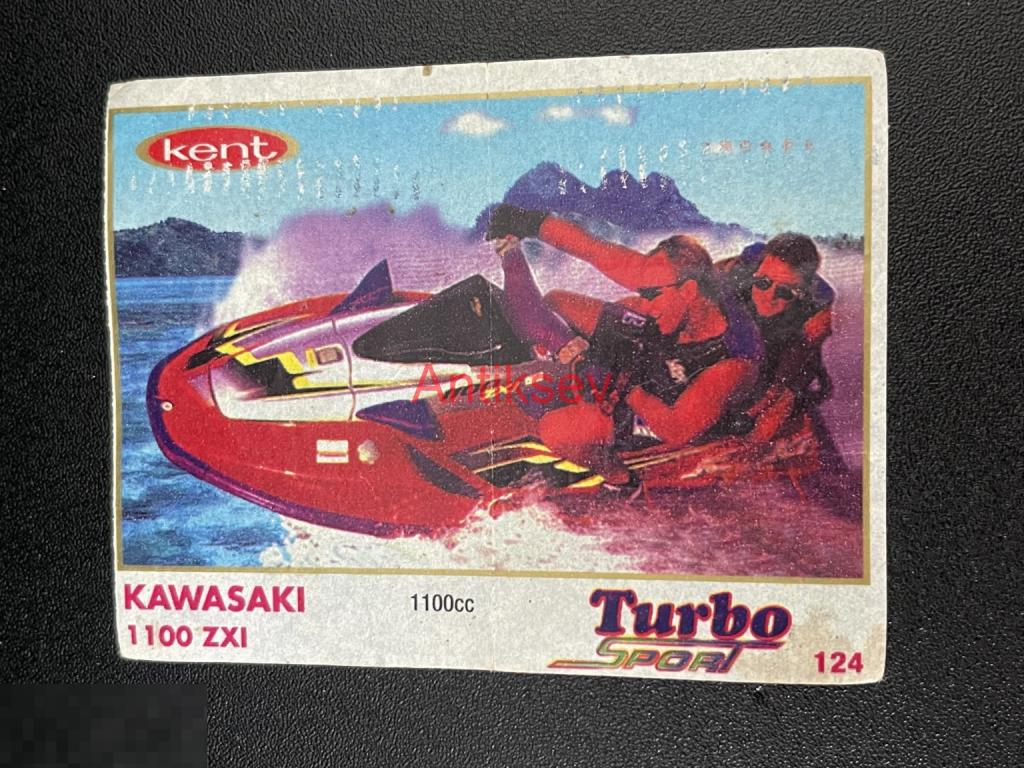 kent
Antiksev
KAWASAKI
1100 ZXI
1100cc
Turbo
SPORT
124